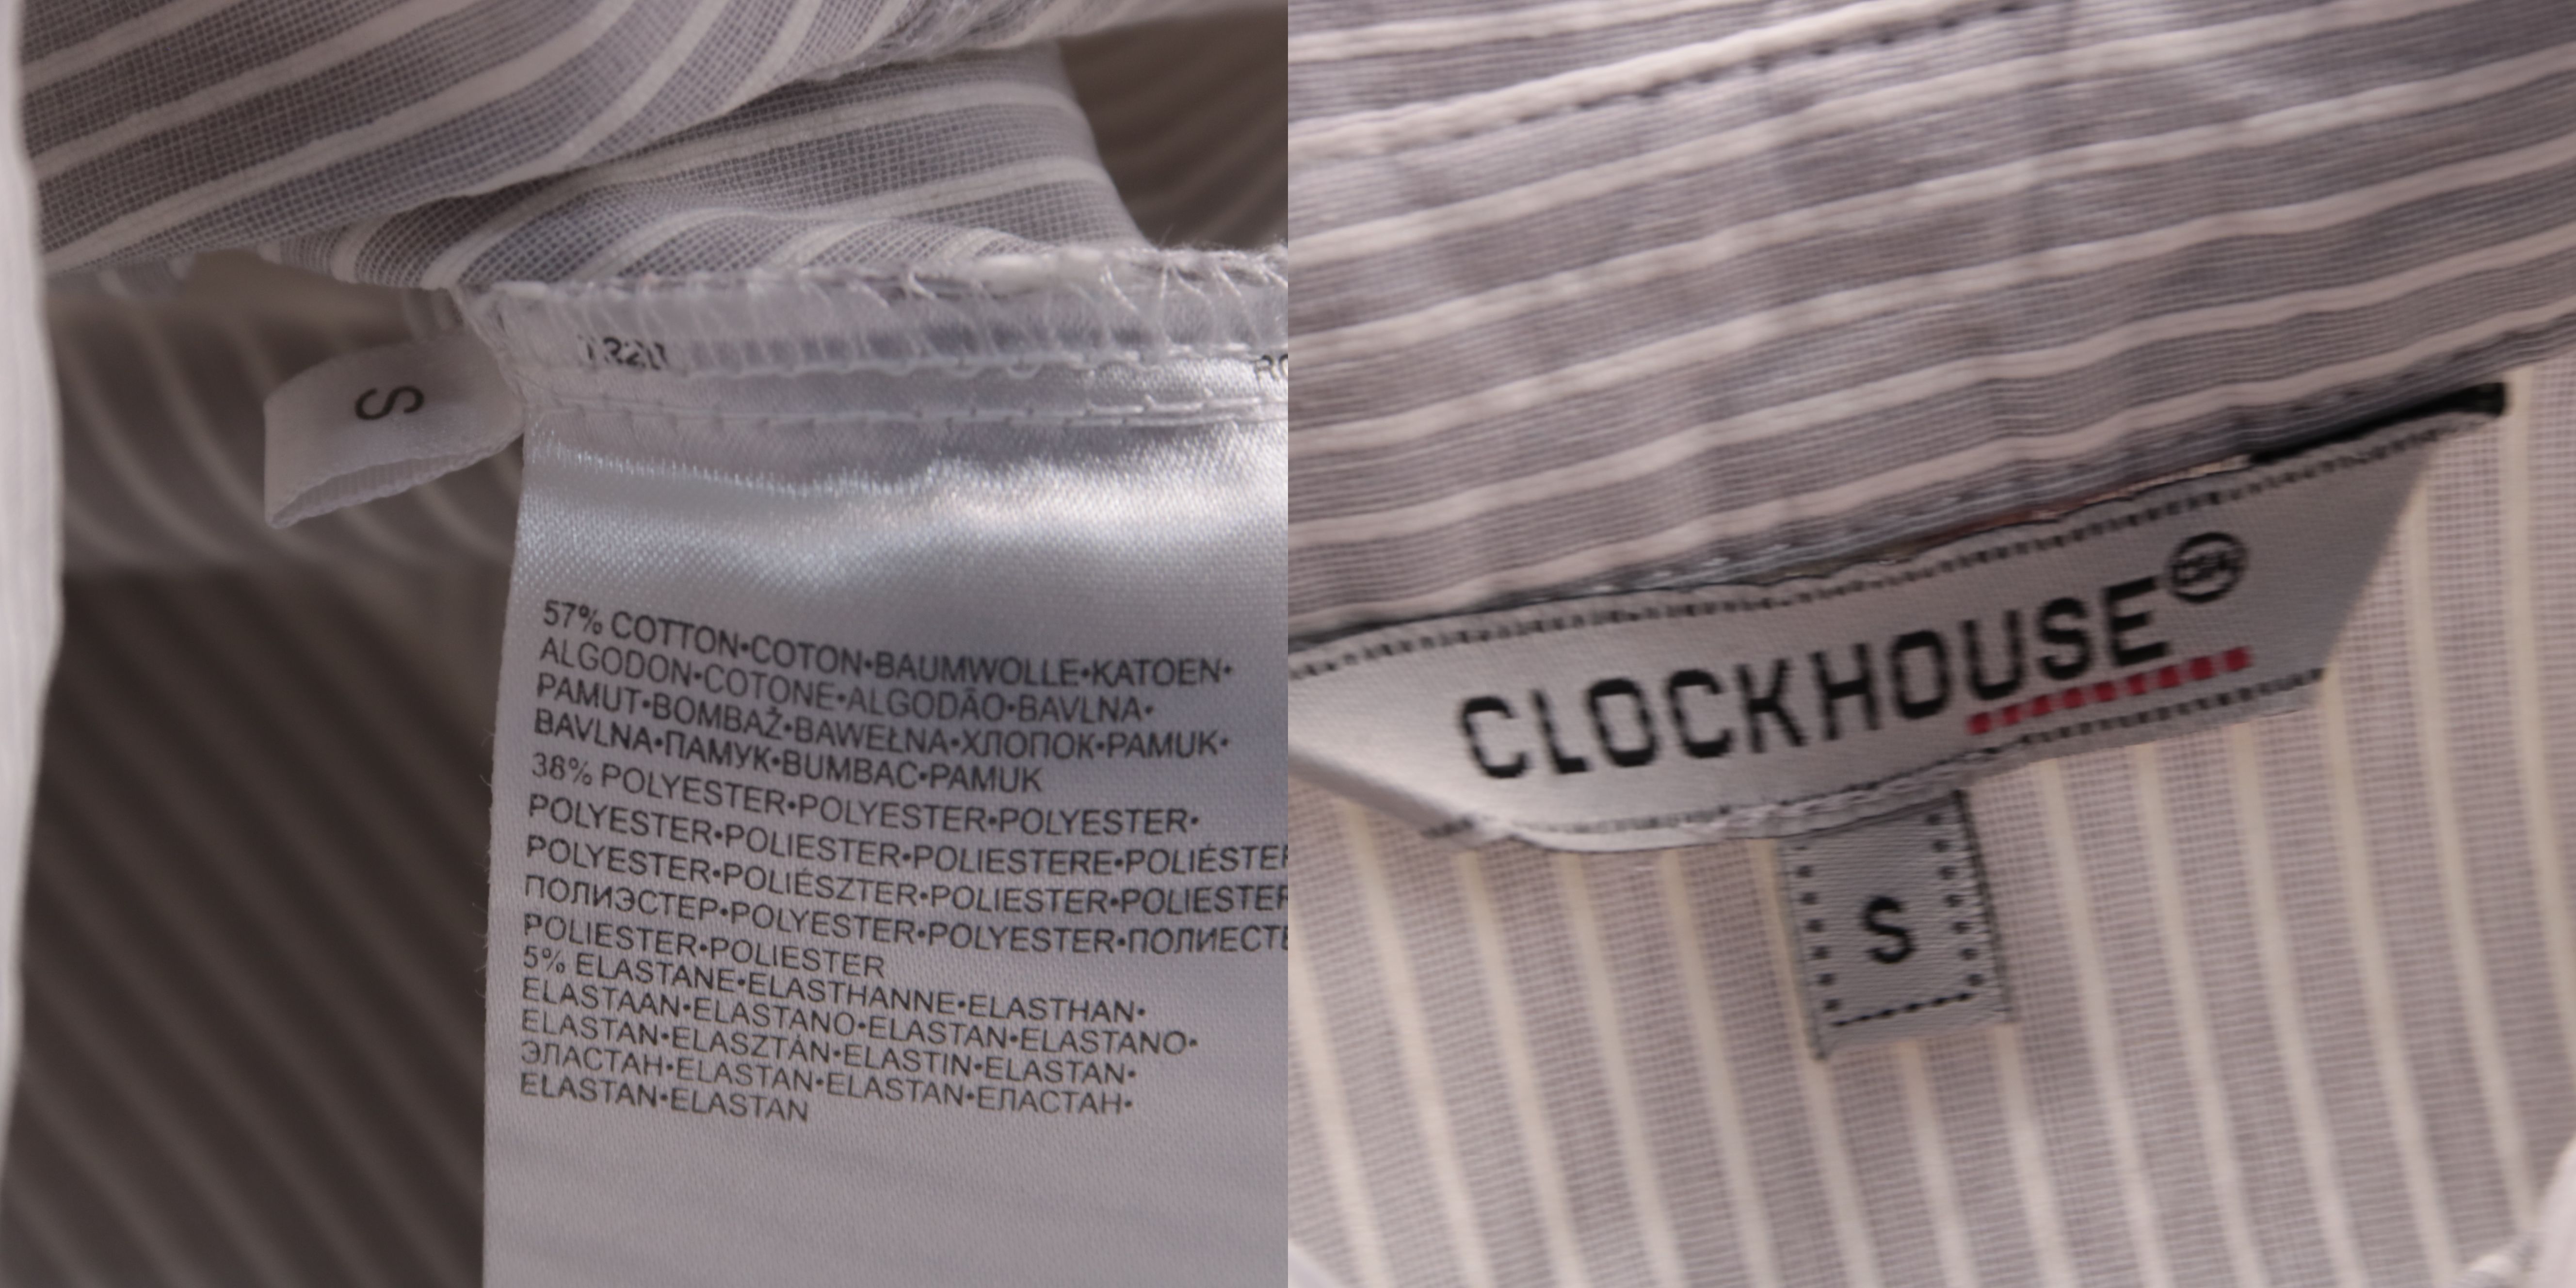 S
57% COTTON•COTON•BAUMWOLLE•KATOEN•
ALGODON•COTONE•ALGODÃO•BAVLNA•
PAMUT•BOMBAŽ•BAWEŁNA•ХЛОПОК•PAMUK•
BAVLNA•ПАМУК•BUMBAC•PAMUK
38% POLYESTER•POLYESTER•POLYESTER•
POLYESTER•POLIESTER•POLIESTERE•POLIÉSTER
POLYESTER•POLIÉSZTER•POLIESTER•POLIESTER
ПОЛИЭСТЕР•POLYESTER•POLYESTER•ПОЛИЕСТЕ
POLIESTER•POLIESTER
5% ELASTANE•ELASTHANNE•ELASTHAN•
ELASTAAN•ELASTANO•ELASTAN•ELASTANO•
ELASTAN•ELASZTÁN•ELASTIN•ELASTAN•
ЭЛАСТАН•ELASTAN•ELASTAN•ЕЛАСТАН•
ELASTAN•ELASTAN
CLOCKHOUSE
C&A
S